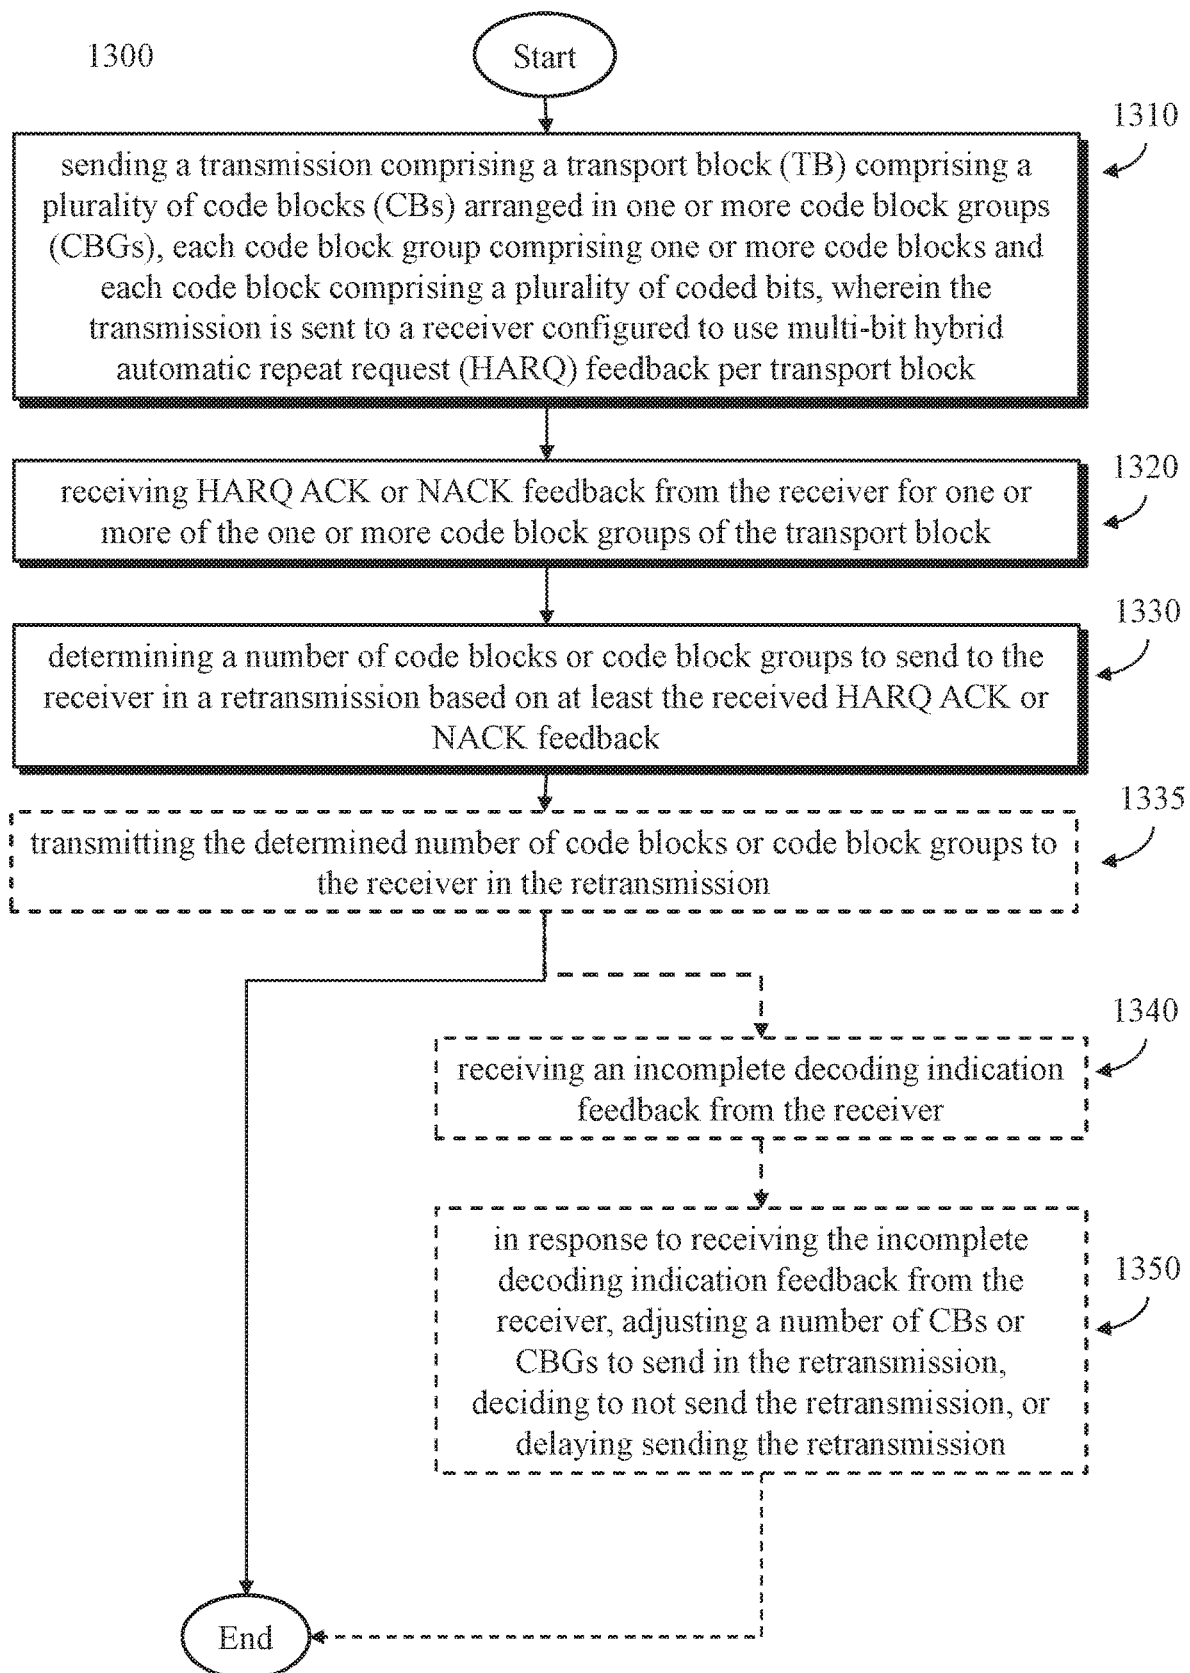 1300
Start
1310
sending a transmission comprising a transport block (TB) comprising a
plurality of code blocks (CBs) arranged in one or more code block groups
(CBGs), each code block group comprising one or more code blocks and
each code block comprising a plurality of coded bits, wherein the
transmission is sent to a receiver configured to use multi-bit hybrid
automatic repeat request (HARQ) feedback per transport block
1320
receiving HARQ ACK or NACK feedback from the receiver for one or
more of the one or more code block groups of the transport block
1330
determining a number of code blocks or code block groups to send to the
receiver in a retransmission based on at least the received HARQ ACK or
NACK feedback
1335
transmitting the determined number of code blocks or code block groups to
the receiver in the retransmission
1340
receiving an incomplete decoding indication
feedback from the receiver
1350
in response to receiving the incomplete
decoding indication feedback from the
receiver, adjusting a number of CBs or
CBGs to send in the retransmission,
deciding to not send the retransmission, or
delaying sending the retransmission
End